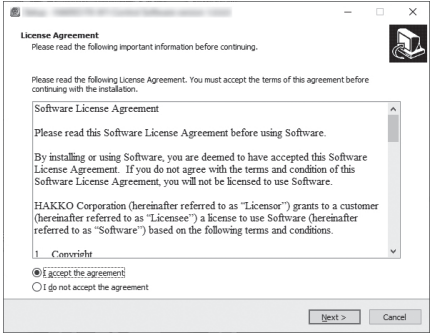 License Agreement
Please read the following important information before continuing.
Please read the following License Agreement. You must accept the terms of this agreement before
continuing with the installation.
Software License Agreement
Please read this Software License Agreement before using Software.
By installing or using Software, you are deemed to have accepted this Software
License Agreement. If you do not agree with the terms and condition of this
Software License Agreement, you will not be licensed to use Software.
HAKKO Corporation (hereinafter referred to as “Licensor”) grants to a customer
(hereinafter referred to as “Licensee”) a license to use Software (hereinafter
referred to as “Software”) based on the following terms and conditions.
1 Copyright
I accept the agreement
I do not accept the agreement
Next >
Cancel